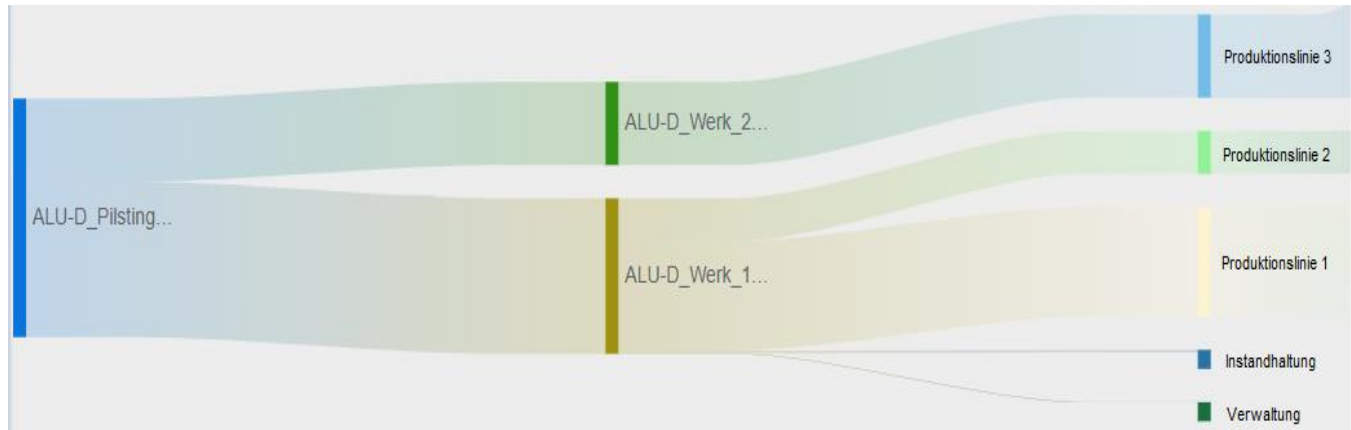 ALU-D_Pilsting...
ALU-D_Werk_2...
ALU-D_Werk_1...
Produktionslinie 3
Produktionslinie 2
Produktionslinie 1
Instandhaltung
Verwaltung